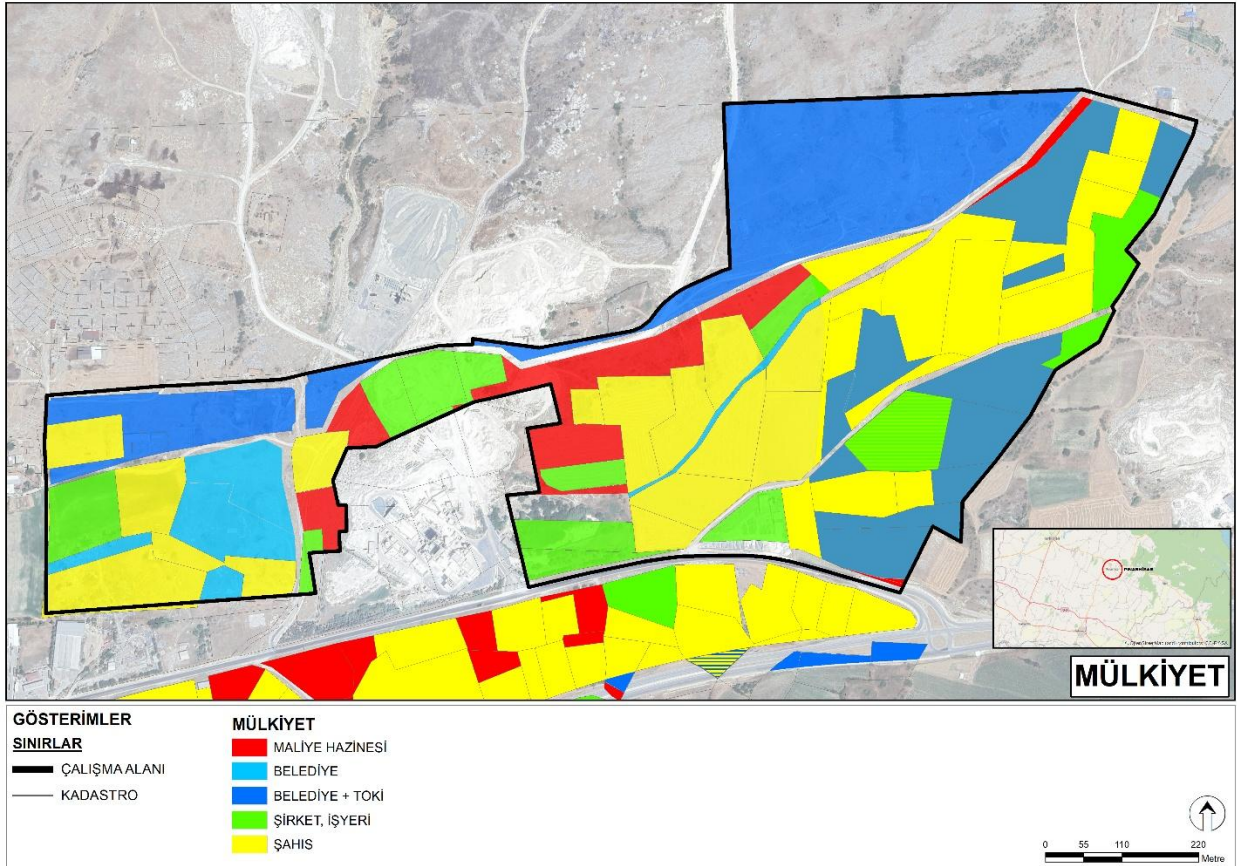 MÜLKİYET
GÖSTERİMLER
SINIRLAR
ÇALIŞMA ALANI
KADASTRO
MÜLKİYET
MALİYE HAZİNESİ
BELEDİYE
BELEDİYE + TOKİ
ŞİRKET, İŞYERİ
ŞAHIS
0 55 110 220
Metre